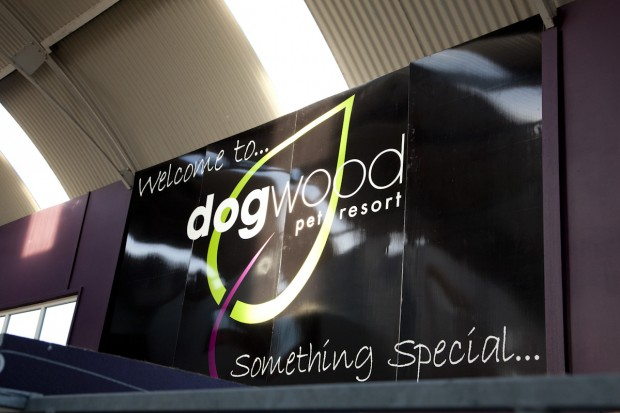 Welcome to...
dogwood
pet resort
Something Special...